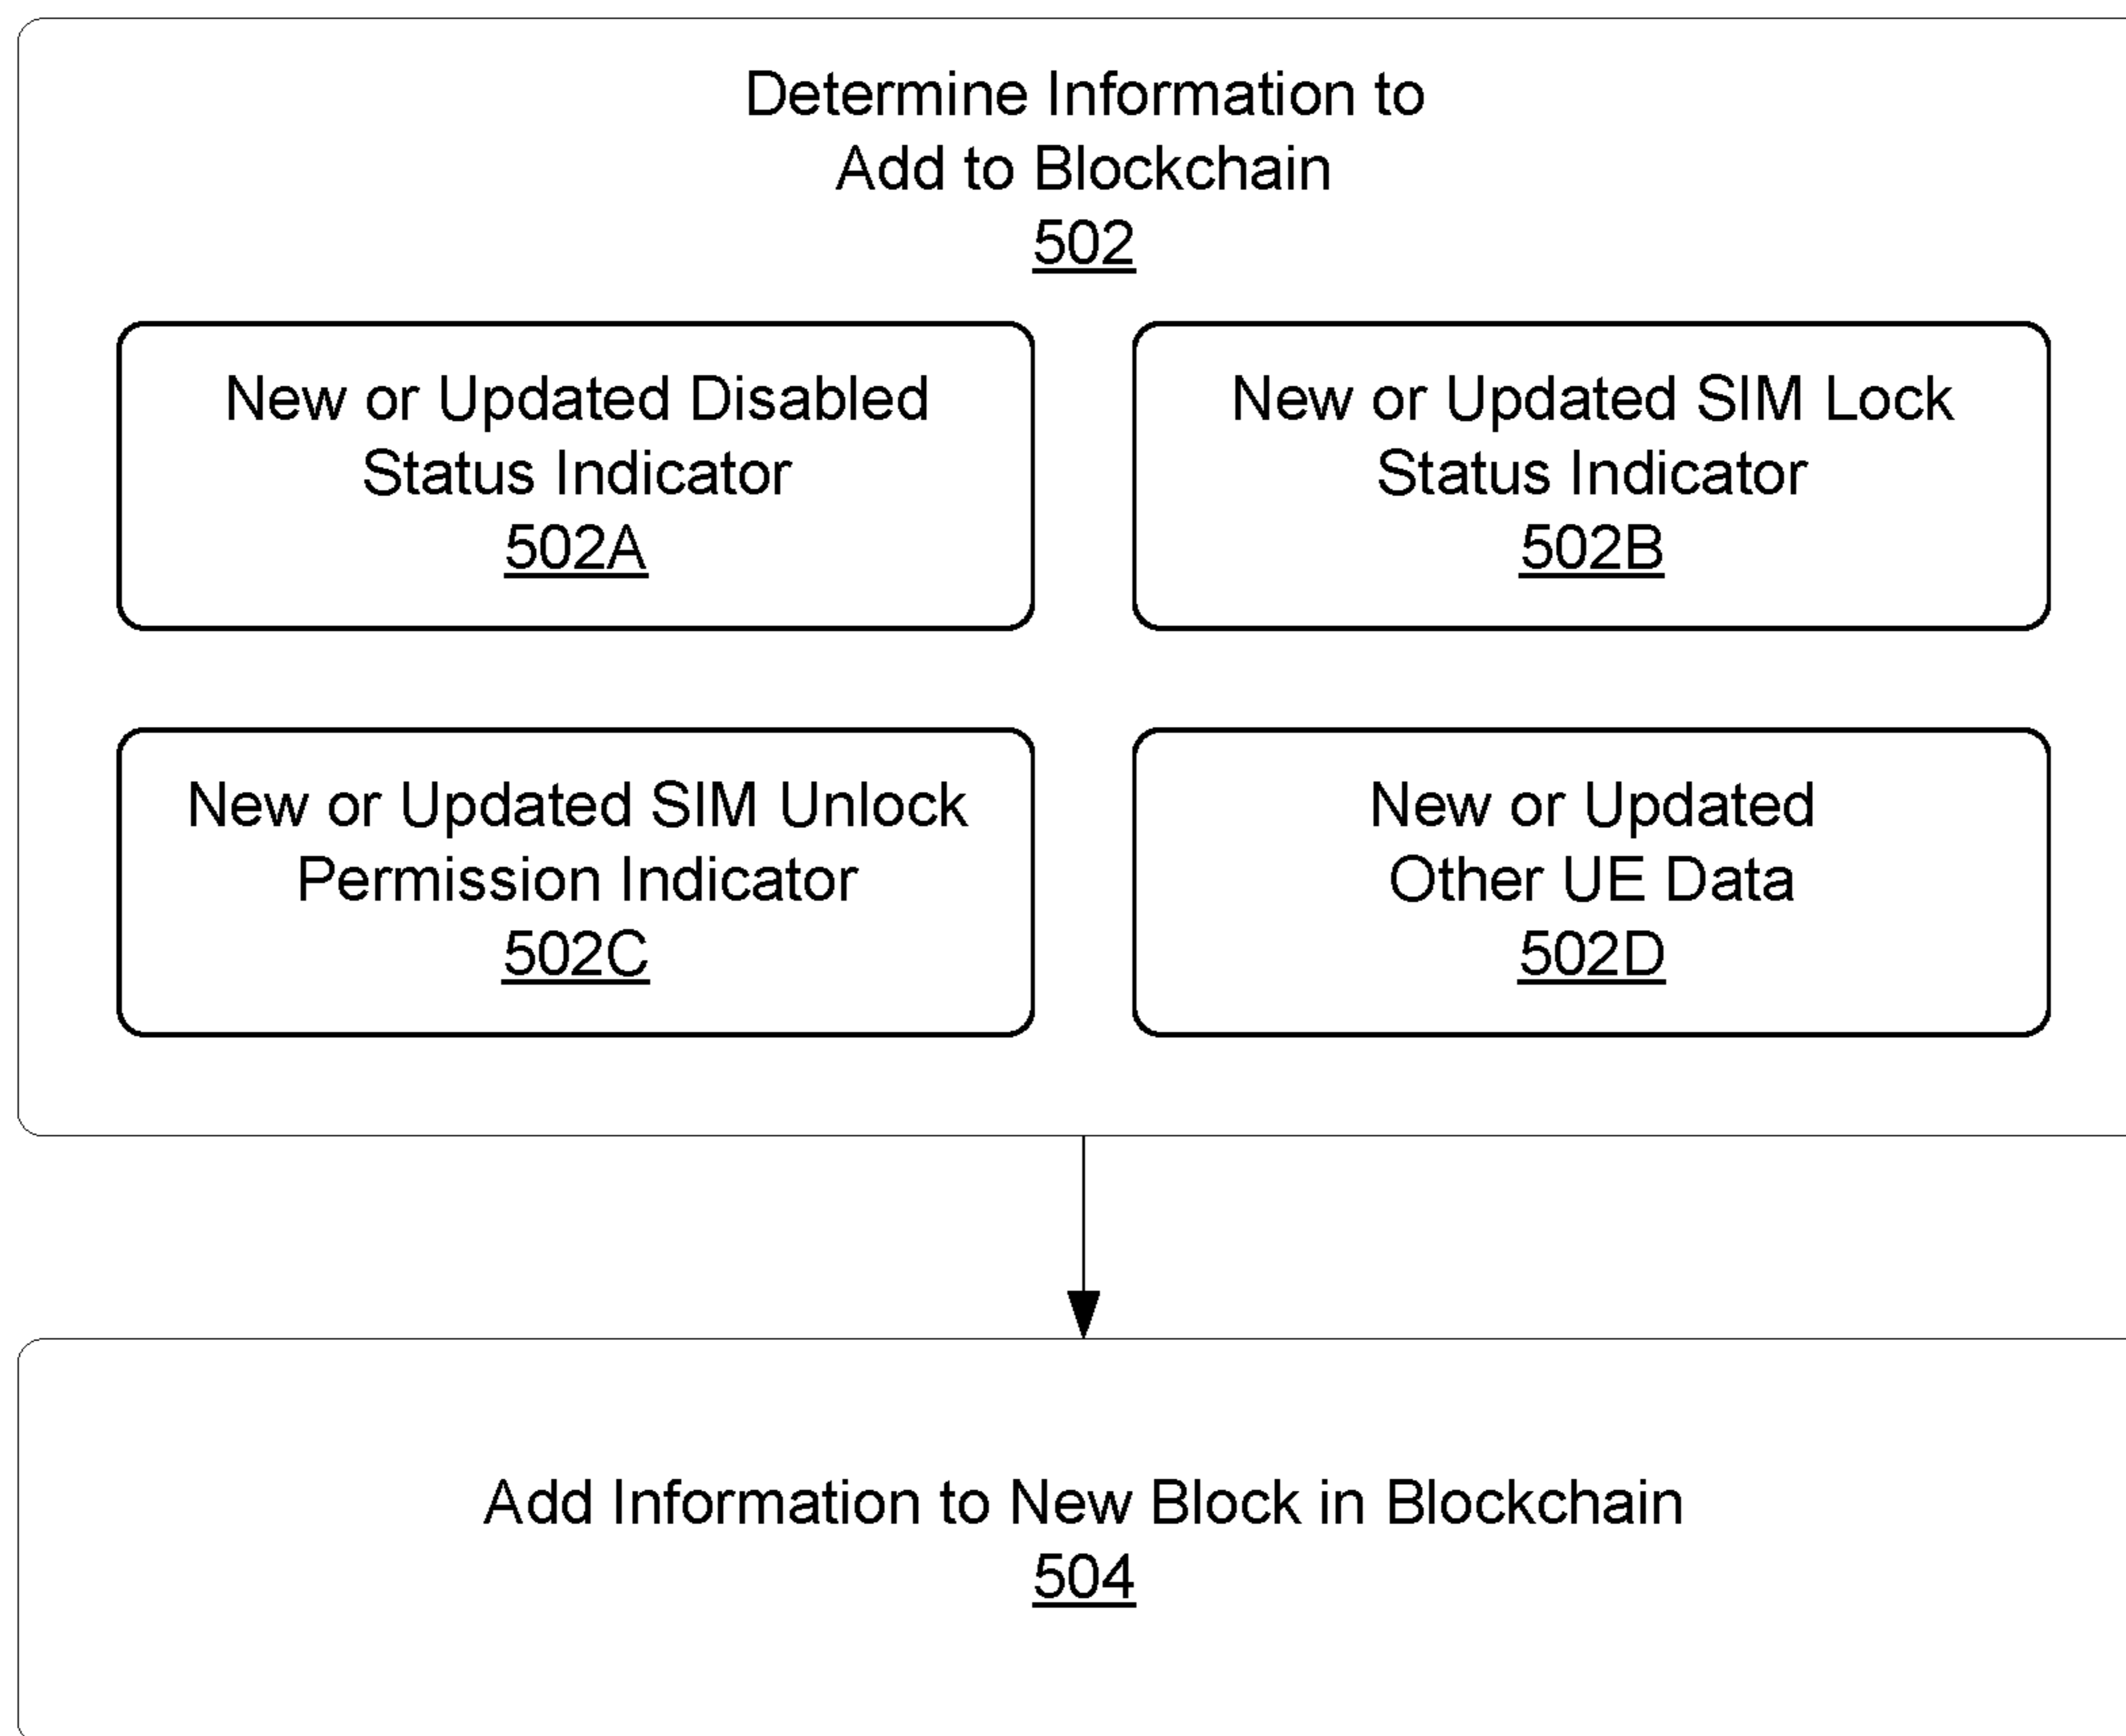 Determine Information to
Add to Blockchain
502
New or Updated Disabled
Status Indicator
502A
New or Updated SIM Lock
Status Indicator
502B
New or Updated SIM Unlock
Permission Indicator
502C
New or Updated
Other UE Data
502D
Add Information to New Block in Blockchain
504